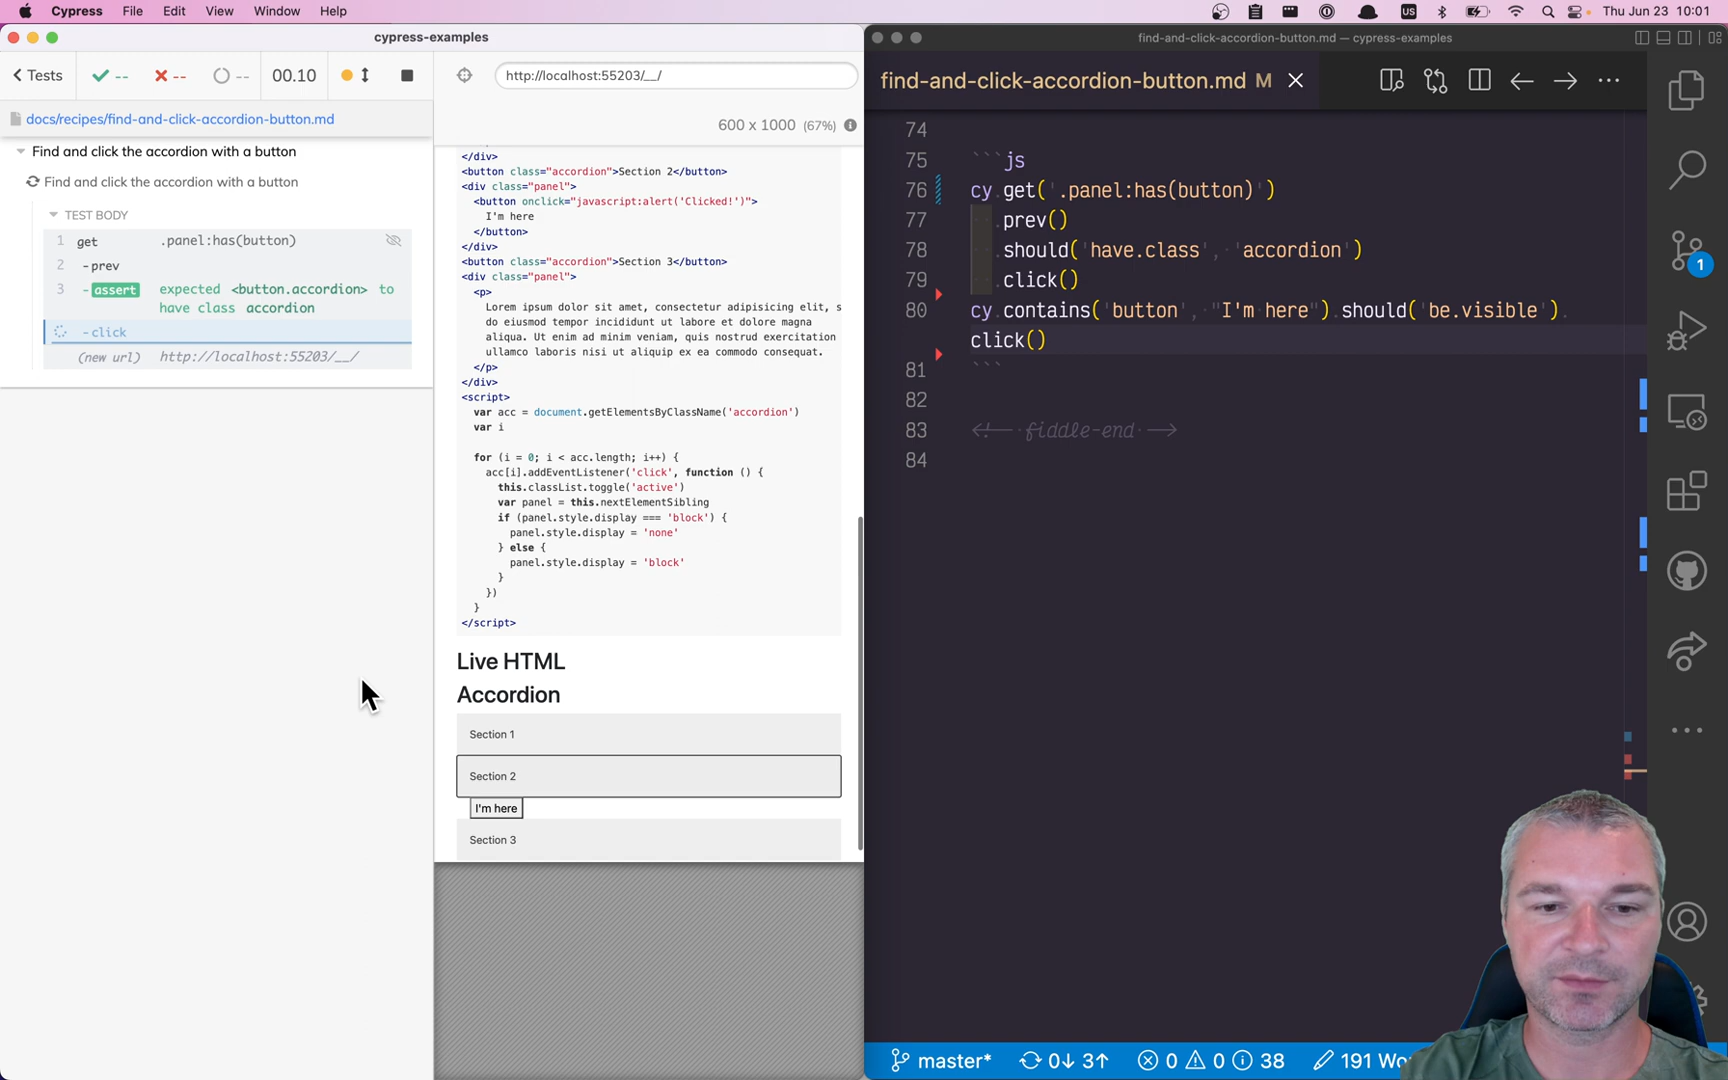 Cypress File Edit View Window Help
US
Thu Jun 23 10:01
cypress-examples
find-and-click-accordion-button.md — cypress-examples
Tests
--
--
--
00.10
http://localhost:55203/__/
find-and-click-accordion-button.md M
docs/recipes/find-and-click-accordion-button.md
600 x 1000 (67%)
Find and click the accordion with a button
Find and click the accordion with a button
TEST BODY
1 get .panel:has(button)
2 -prev
3 -assert expected <button.accordion> to
have class accordion
-click
(new url) http://localhost:55203/__/
</div>
<button class="accordion">Section 2</button>
<div class="panel">
<button onclick="javascript:alert('Clicked!')">
I'm here
</button>
</div>
<button class="accordion">Section 3</button>
<div class="panel">
<p>
Lorem ipsum dolor sit amet, consectetur adipisicing elit, s
do eiusmod tempor incididunt ut labore et dolore magna
aliqua. Ut enim ad minim veniam, quis nostrud exercitation
ullamco laboris nisi ut aliquip ex ea commodo consequat.
</p>
</div>
<script>
var acc = document.getElementsByClassName('accordion')
var i
for (i = 0; i < acc.length; i++) {
acc[i].addEventListener('click', function () {
this.classList.toggle('active')
var panel = this.nextElementSibling
if (panel.style.display === 'block') {
panel.style.display = 'none'
} else {
panel.style.display = 'block'
}
})
}
</script>
Live HTML
Accordion
Section 1
Section 2
I'm here
Section 3
74
75 ```js
76 cy.get('.panel:has(button)')
77 .prev()
78 .should('have.class', 'accordion')
79 .click()
80 cy.contains('button', "I'm here").should('be.visible').
click()
81 ```
82
83 <!-- fiddle-end -->
84
1
master* 0↓ 3↑ 0 0 38 191